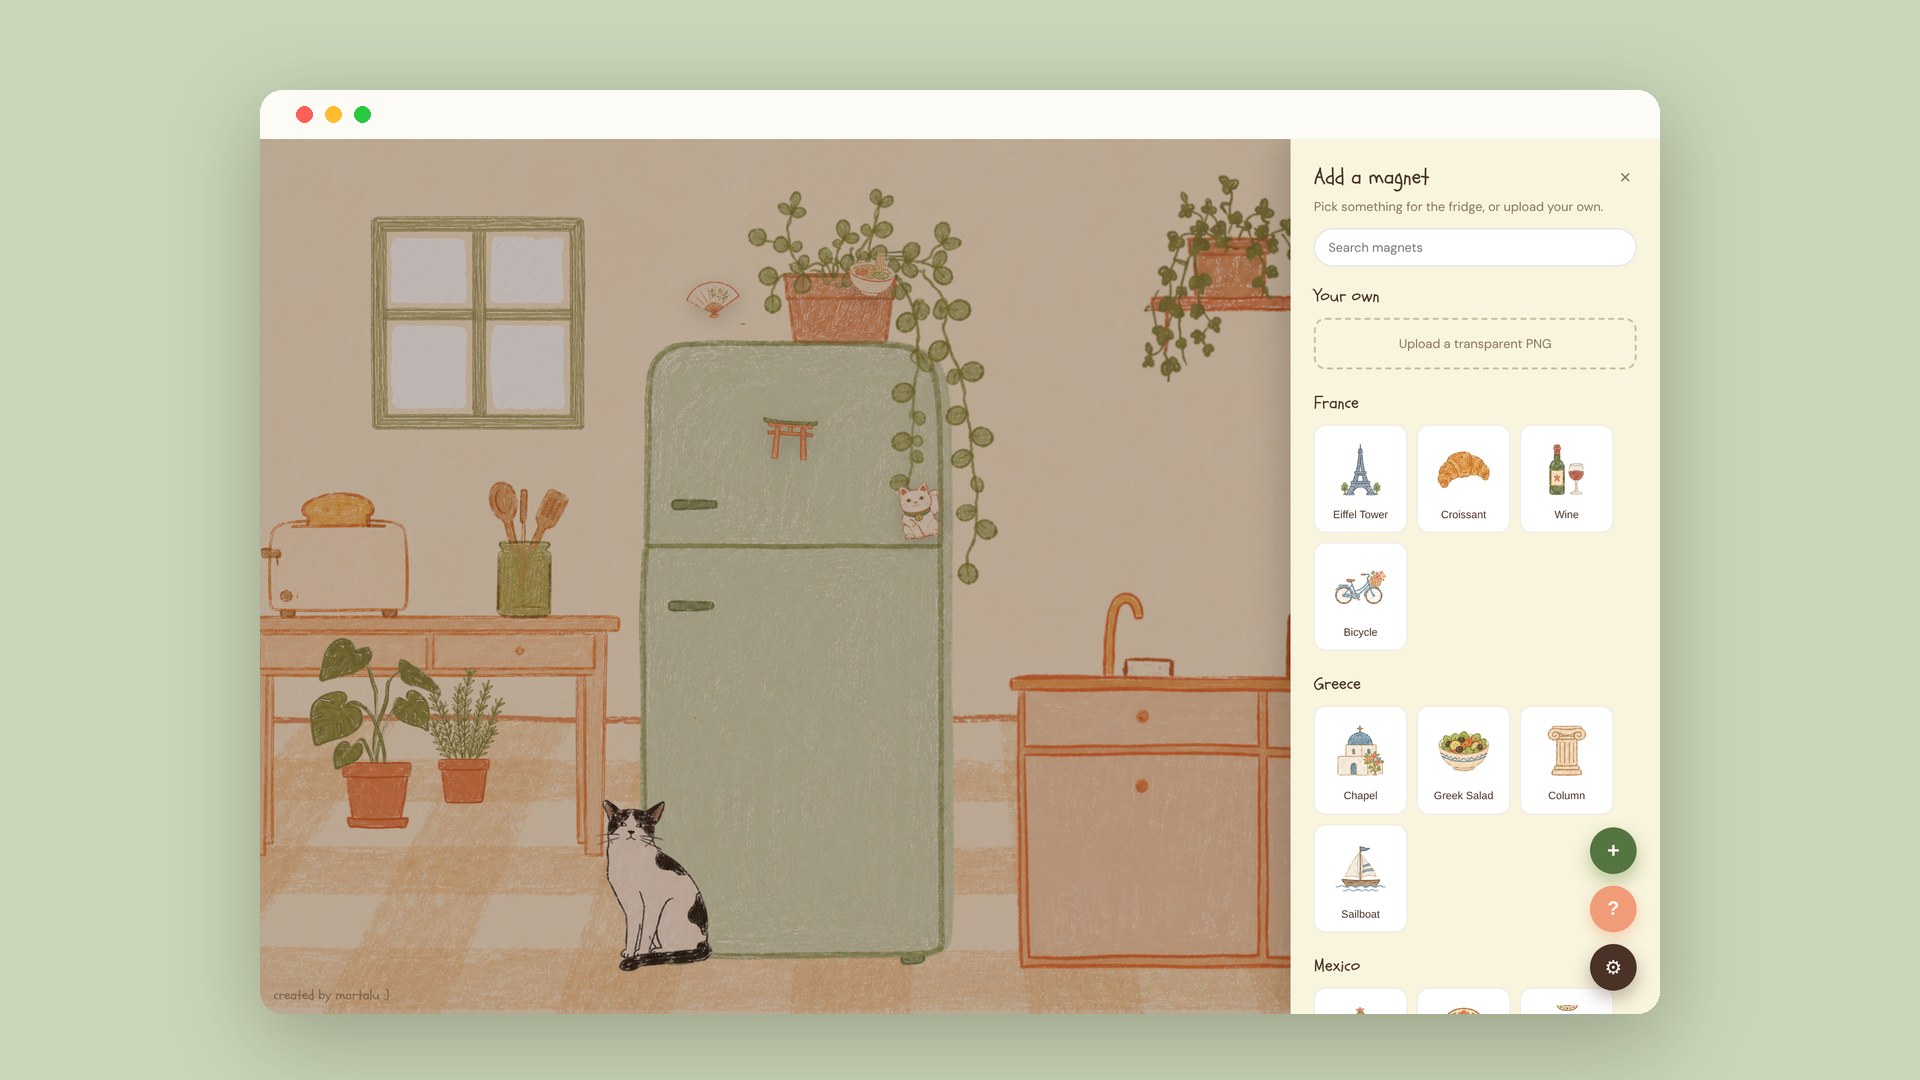 Add a magnet
×
Pick something for the fridge, or upload your own.
Search magnets
Your own
Upload a transparent PNG
France
Eiffel Tower
Croissant
Wine
Bicycle
Greece
Chapel
Greek Salad
Column
Sailboat
+
?
Mexico
created by martalu :)